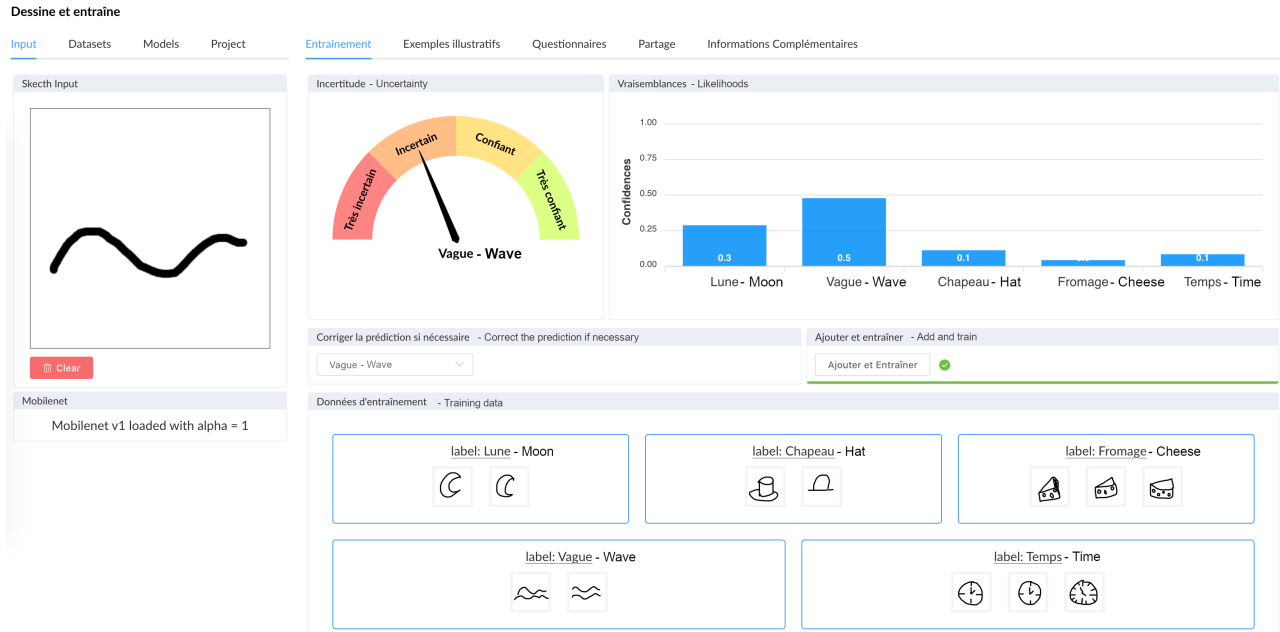 Dessine et entraîne
Input Datasets Models Project
Entraînement Exemples illustratifs Questionnaires Partage Informations Complémentaires
Skecth Input
Clear
Mobilenet
Mobilenet v1 loaded with alpha = 1
Incertitude - Uncertainty
Très incertain
Incertain
Confiant
Très confiant
Vague - Wave
Vraisemblances - Likelihoods
Confidences
1.00
0.75
0.50
0.25
0.00
0.3 0.5 0.1 0.1
Lune - Moon Vague - Wave Chapeau - Hat Fromage - Cheese Temps - Time
Corriger la prédiction si nécessaire - Correct the prediction if necessary
Vague - Wave
Ajouter et entraîner - Add and train
Ajouter et Entraîner
Données d'entraînement - Training data
label: Lune - Moon
label: Chapeau - Hat
label: Fromage - Cheese
label: Vague - Wave
label: Temps - Time